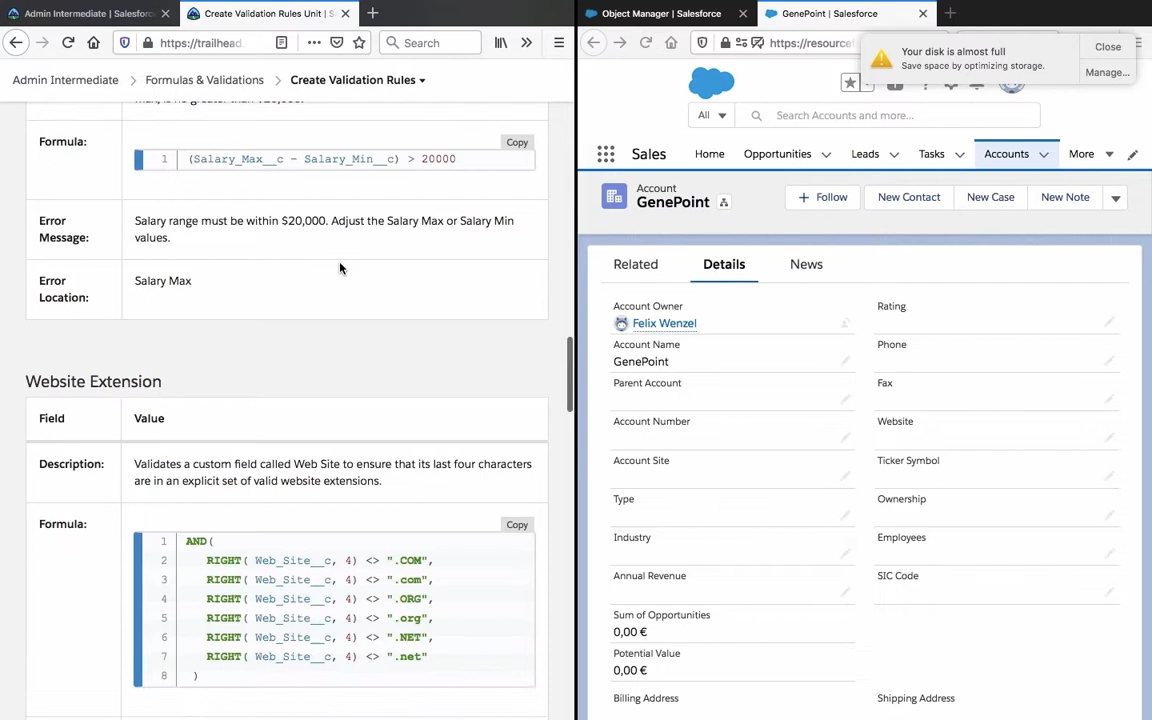 Admin Intermediate | Salesforc
Create Validation Rules Unit | S
https://trailhead.
Search
Admin Intermediate
Formulas & Validations
Create Validation Rules
Formula:
Copy
1 (Salary_Max__c - Salary_Min__c) > 20000
Error
Message:
Salary range must be within $20,000. Adjust the Salary Max or Salary Min
values.
Error
Location:
Salary Max
Website Extension
Field
Value
Description:
Validates a custom field called Web Site to ensure that its last four characters
are in an explicit set of valid website extensions.
Formula:
Copy
1 AND(
2 RIGHT( Web_Site__c, 4) <> ".COM",
3 RIGHT( Web_Site__c, 4) <> ".com",
4 RIGHT( Web_Site__c, 4) <> ".ORG",
5 RIGHT( Web_Site__c, 4) <> ".org",
6 RIGHT( Web_Site__c, 4) <> ".NET",
7 RIGHT( Web_Site__c, 4) <> ".net"
8 )
Object Manager | Salesforce
GenePoint | Salesforce
https://resource
Your disk is almost full
Save space by optimizing storage.
Close
Manage...
All
Search Accounts and more...
Sales
Home
Opportunities
Leads
Tasks
Accounts
More
Account
GenePoint
Follow
New Contact
New Case
New Note
Related
Details
News
Account Owner
Felix Wenzel
Rating
Account Name
GenePoint
Phone
Parent Account
Fax
Account Number
Website
Account Site
Ticker Symbol
Type
Ownership
Industry
Employees
Annual Revenue
SIC Code
Sum of Opportunities
0,00 €
Potential Value
0,00 €
Billing Address
Shipping Address